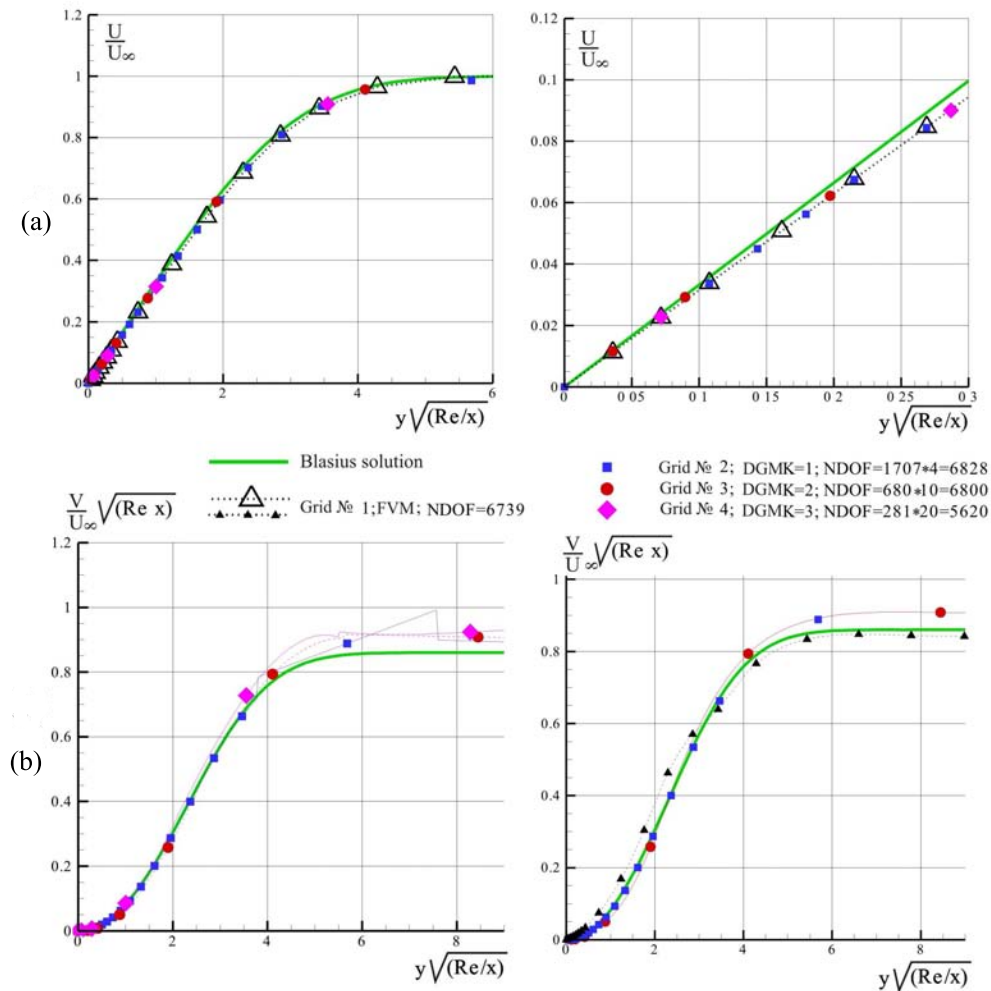 U
U∞
1.2
1
0.8
0.6
0.4
0.2
0
0
2
4
6
y√(Re/x)
U
U∞
0.12
0.1
0.08
0.06
0.04
0.02
0
0
0 05
0 1
0 15
0 2
0 25
0 3
y√(Re/x)
(a)
Blasius solution
Grid № 1;FVM; NDOF=6739
Grid № 2; DGMK=1; NDOF=1707*4=6828
Grid № 3; DGMK=2; NDOF=680*10=6800
Grid № 4; DGMK=3; NDOF=281*20=5620
V
U∞
√(Re x)
1.2
1
0.8
0.6
0.4
0.2
0
0
2
4
6
8
y√(Re/x)
V
U∞
√(Re x)
1
0.8
0.6
0.4
0.2
0
0
2
4
6
8
y√(Re/x)
(b)